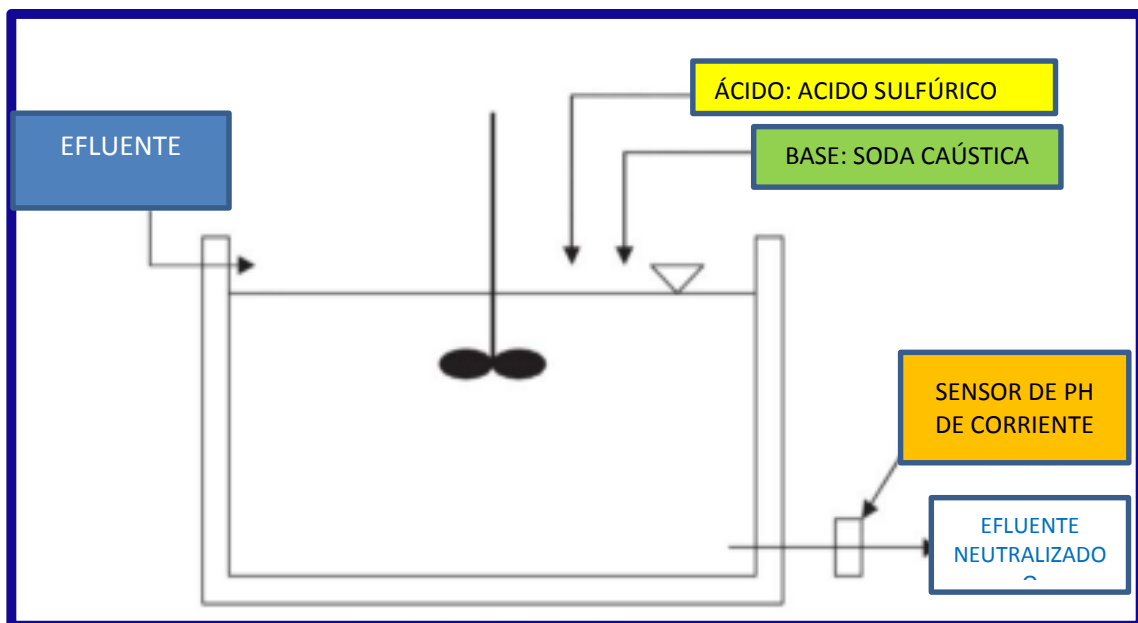 ÁCIDO: ACIDO SULFÚRICO
EFLUENTE
BASE: SODA CAÚSTICA
SENSOR DE PH
DE CORRIENTE
EFLUENTE
NEUTRALIZADO